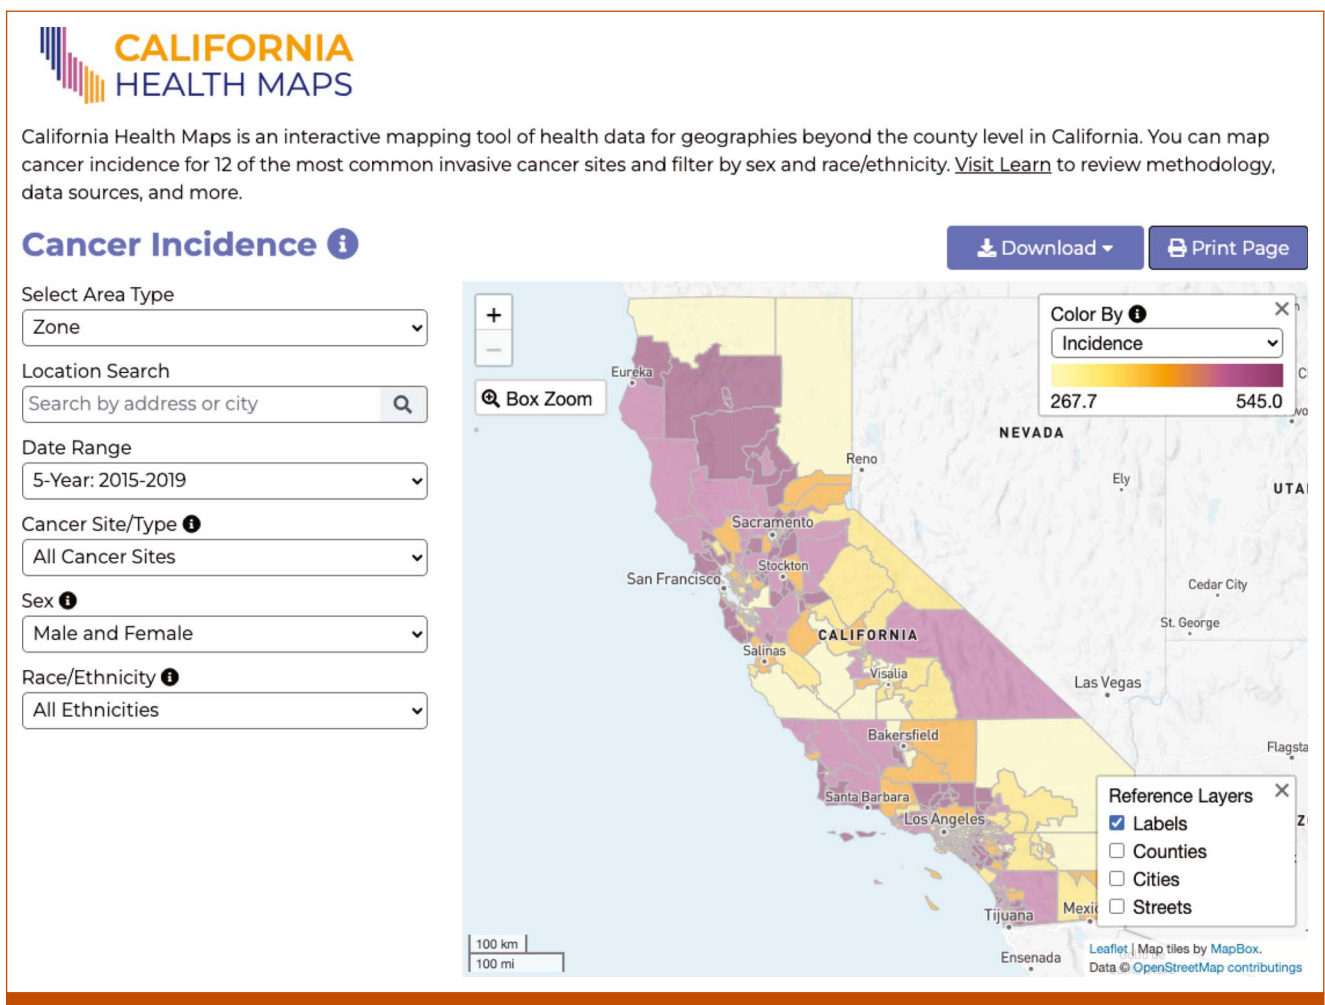 CALIFORNIA
HEALTH MAPS
California Health Maps is an interactive mapping tool of health data for geographies beyond the county level in California. You can map
cancer incidence for 12 of the most common invasive cancer sites and filter by sex and race/ethnicity. Visit Learn to review methodology,
data sources, and more.
Cancer Incidence
Download
Print Page
Select Area Type
Zone
Location Search
Search by address or city
Date Range
5-Year: 2015-2019
Cancer Site/Type
All Cancer Sites
Sex
Male and Female
Race/Ethnicity
All Ethnicities
+
−
Box Zoom
Color By
Incidence
267.7 545.0
Eureka
NEVADA
Reno
Ely
UTA
Sacramento
Stockton
San Francisco
Cedar City
St. George
CALIFORNIA
Salinas
Visalia
Las Vegas
Bakersfield
Flagsta
Santa Barbara
Los Angeles
Reference Layers
Labels
Counties
Cities
Streets
Tijuana
Mexi
Ensenada
100 km
100 mi
Leaflet | Map tiles by MapBox.
Data © OpenStreetMap contributings